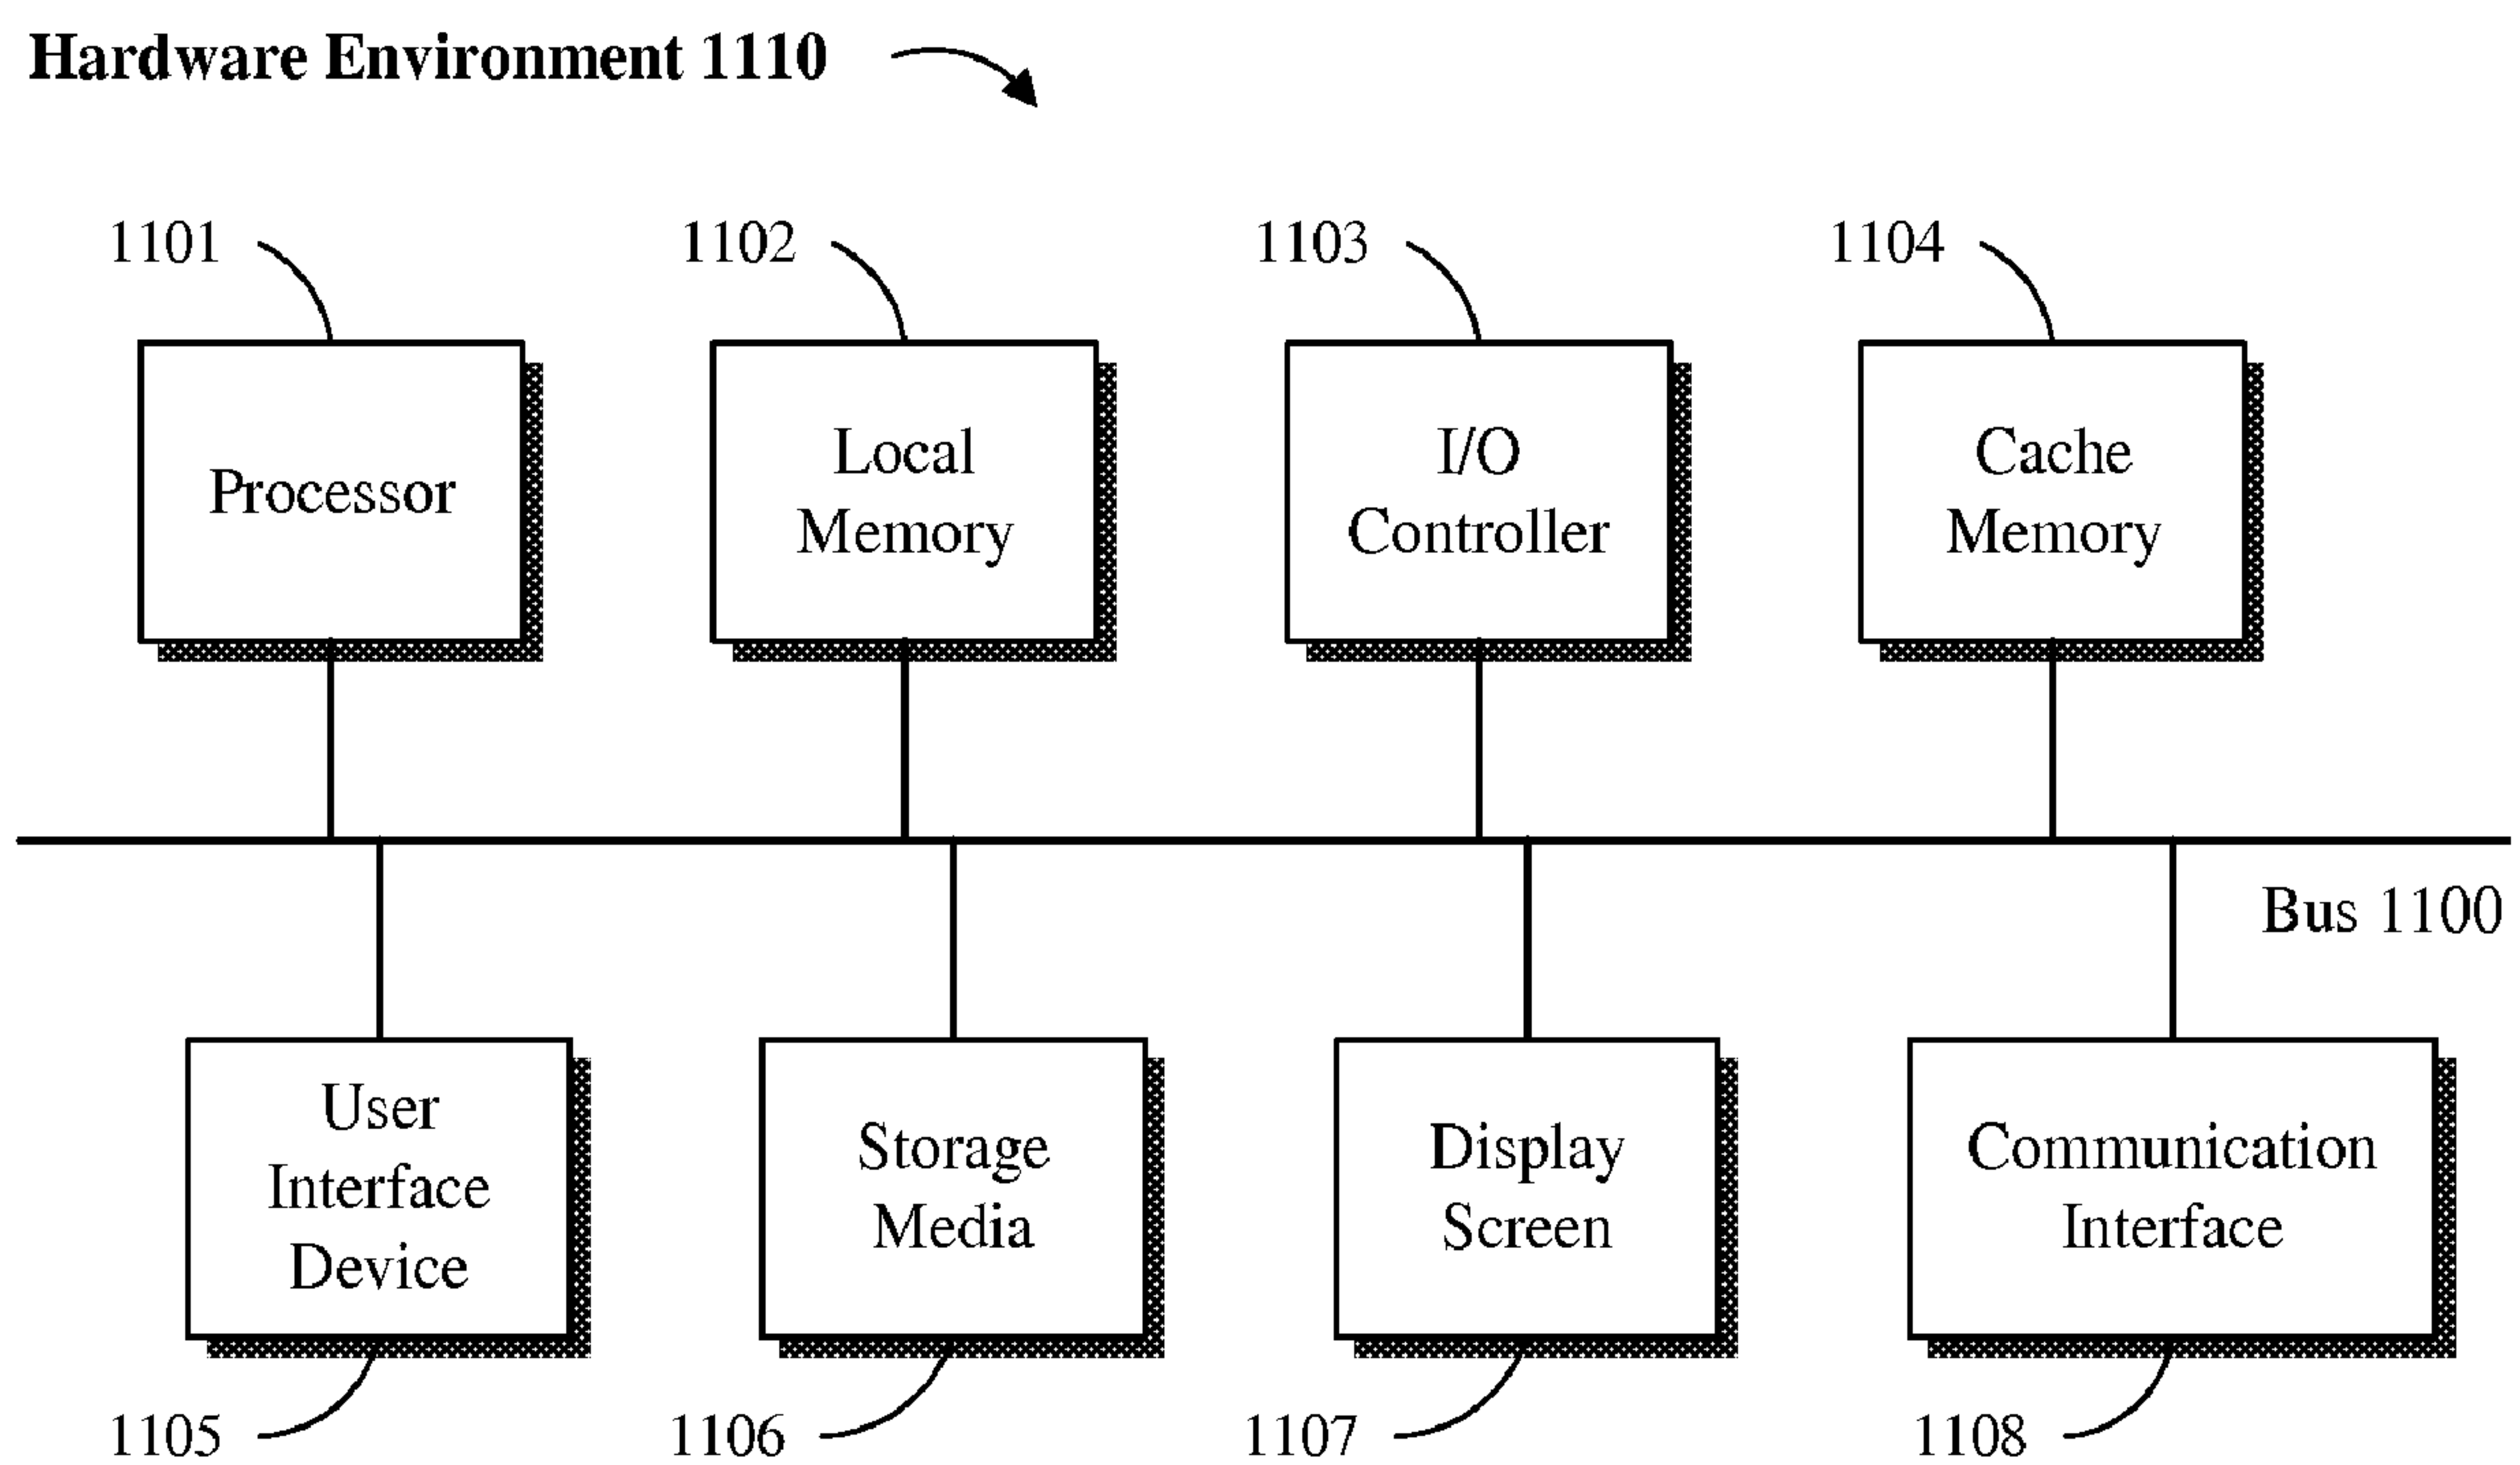 Hardware Environment 1110
1101
1102
1103
1104
Processor
Local
Memory
I/O
Controller
Cache
Memory
Bus 1100
User
Interface
Device
Storage
Media
Display
Screen
Communication
Interface
1105
1106
1107
1108